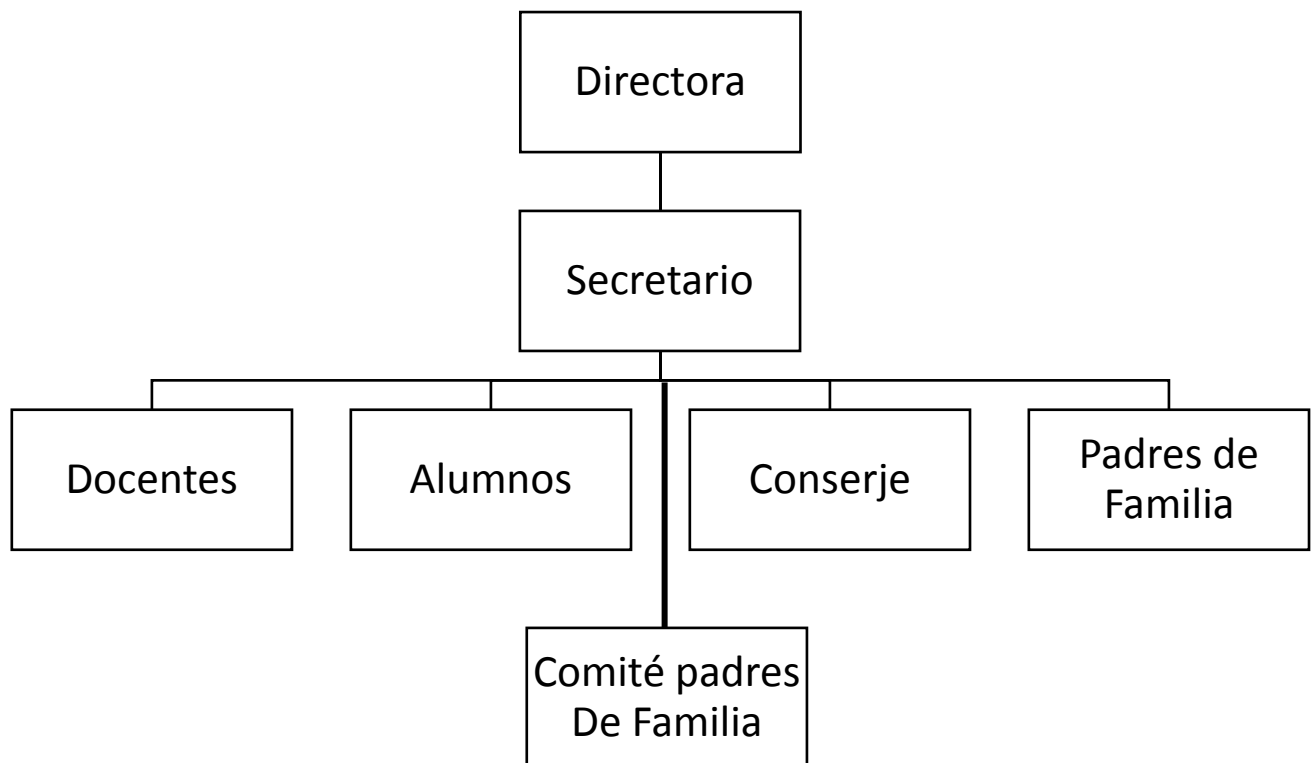 Directora
Secretario
Docentes
Alumnos
Conserje
Padres de
Familia
Comité padres
De Familia